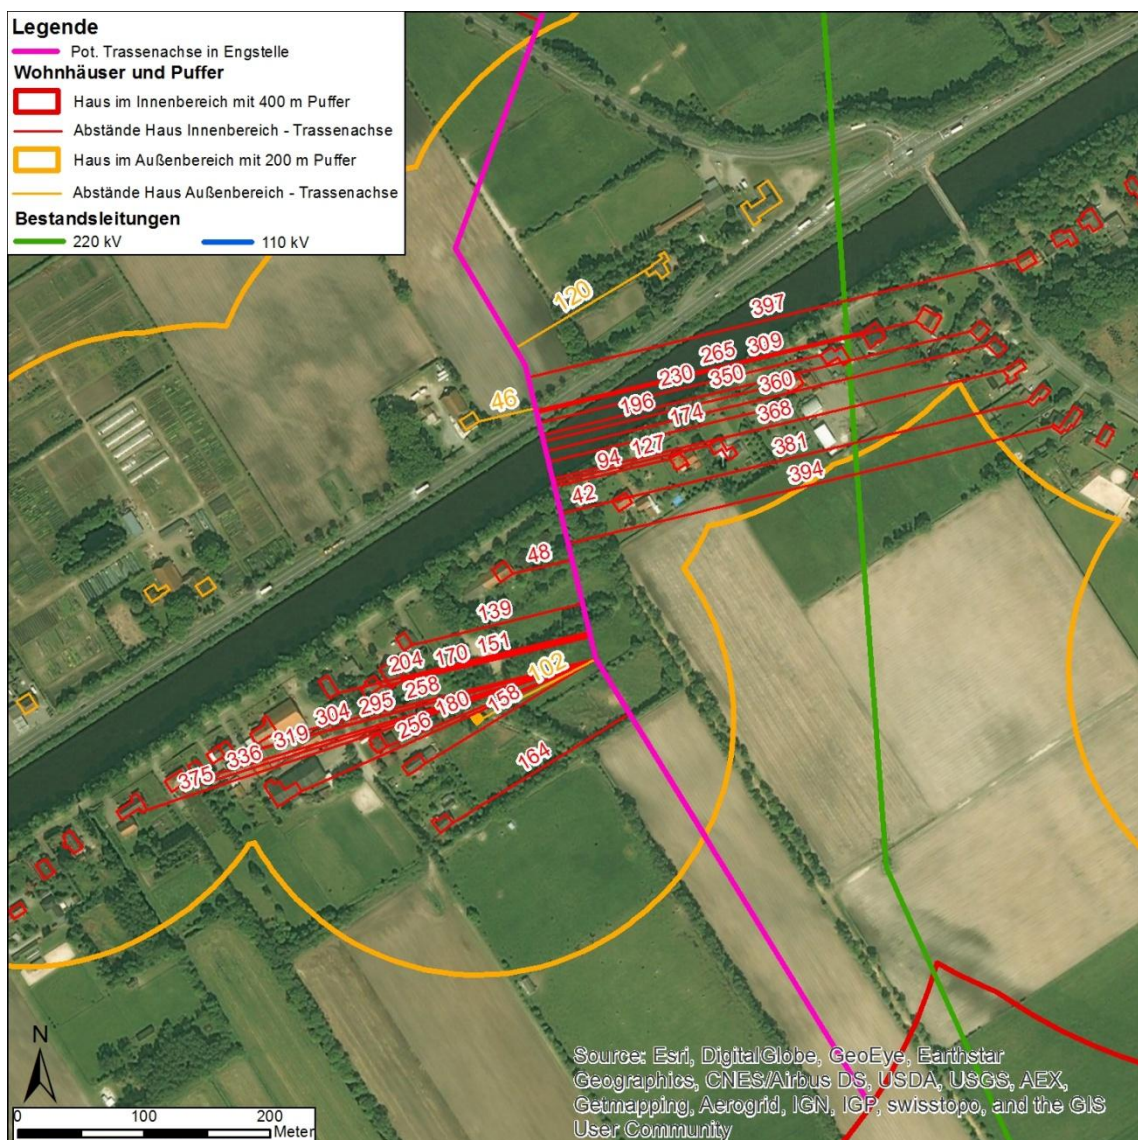 Legende
Pot. Trassenachse in Engstelle
Wohnhäuser und Puffer
Haus im Innenbereich mit 400 m Puffer
Abstände Haus Innenbereich - Trassenachse
Haus im Außenbereich mit 200 m Puffer
Abstände Haus Außenbereich - Trassenachse
Bestandsleitungen
220 kV 110 kV
120
397
265 309
230 350
46
196 174 360
368
94 127
381
394
42
48
139
204 170 151
102
304 295 258
180 158
336 319 256
375
164
N
0 100 200
Meter
Source: Esri, DigitalGlobe, GeoEye, Earthstar
Geographics, CNES/Airbus DS, USDA, USGS, AEX,
Getmapping, Aerogrid, IGN, IGP, swisstopo, and the GIS
User Community